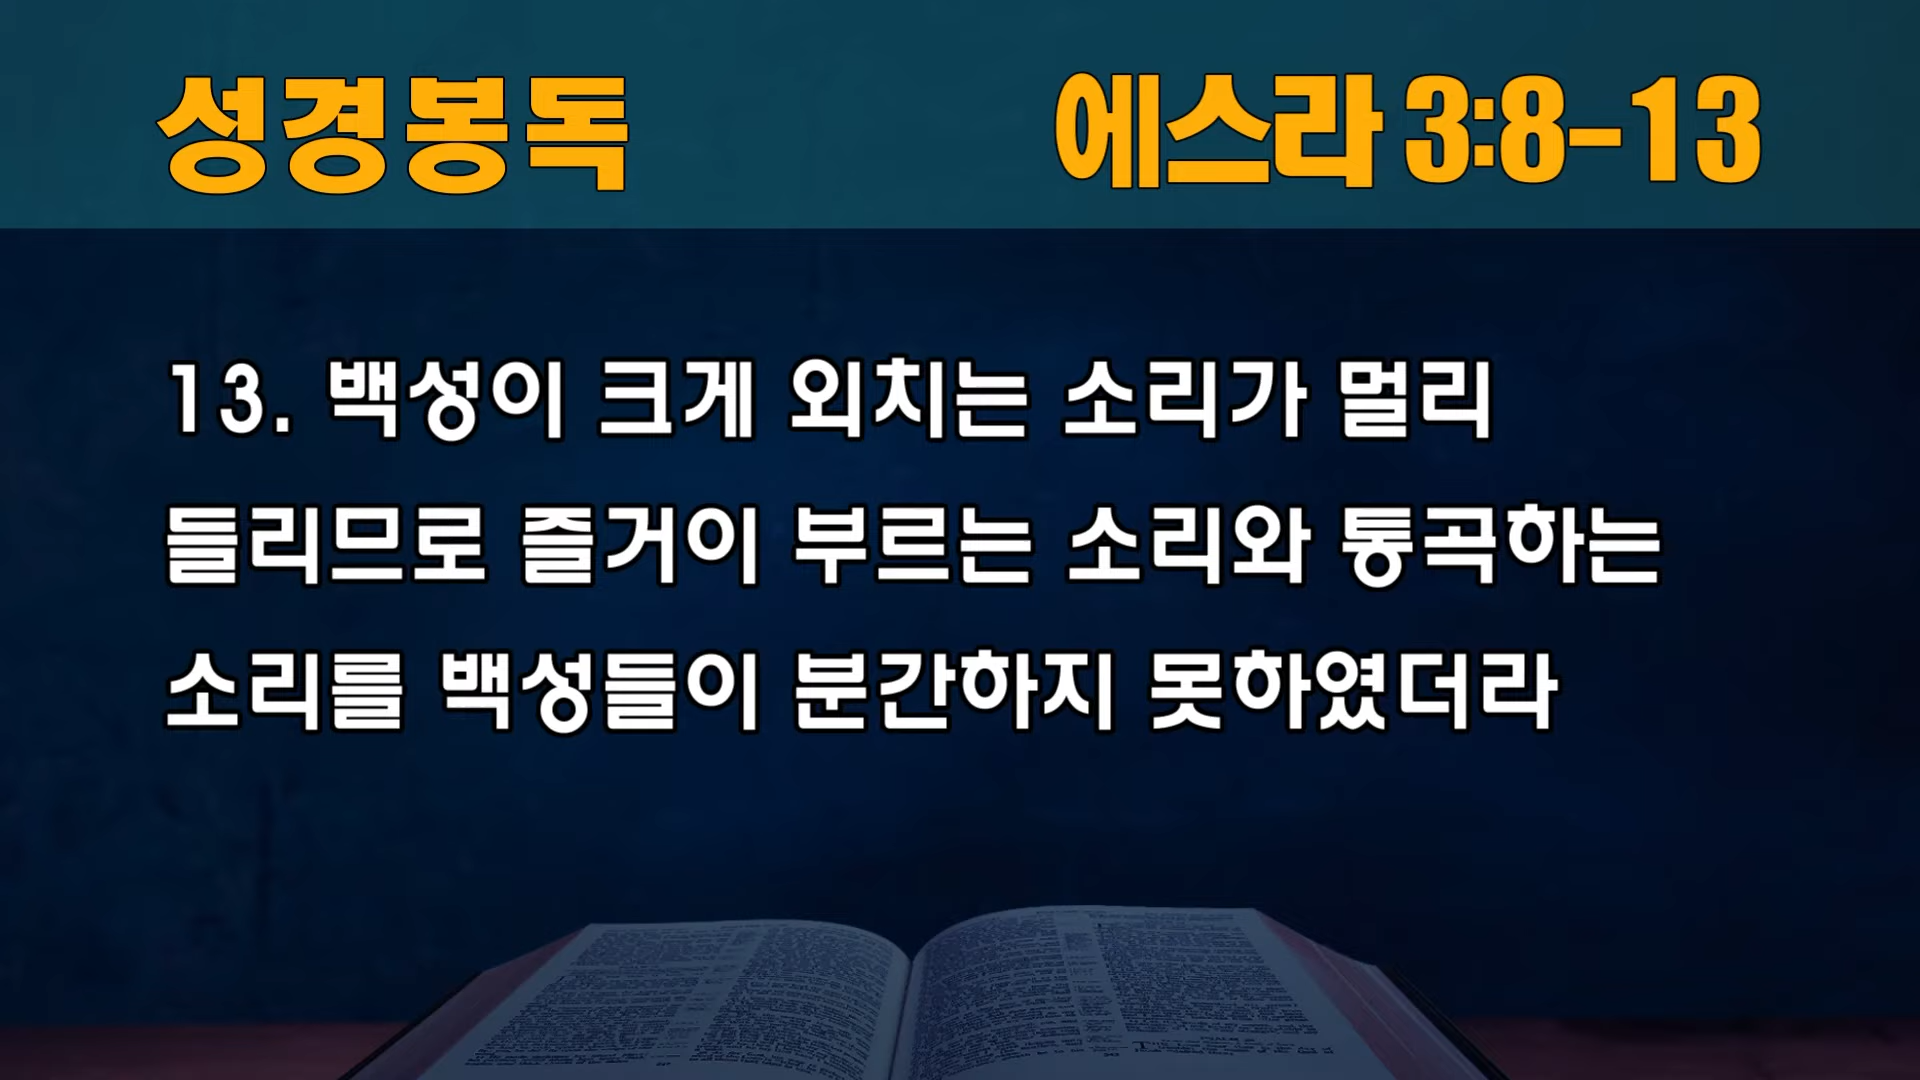 성경봉독 에스라 3:8-13
13. 백성이 크게 외치는 소리가 멀리
들리므로 즐거이 부르는 소리와 통곡하는
소리를 백성들이 분간하지 못하였더라